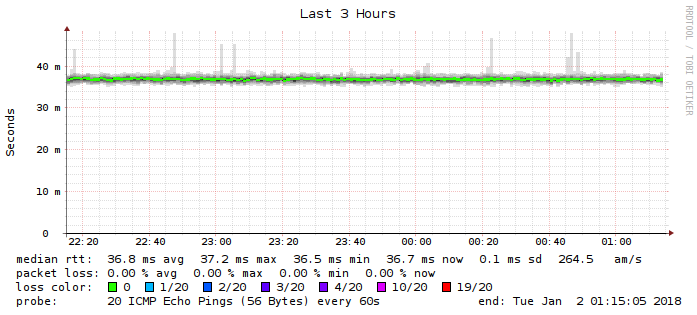 Last 3 Hours
RRDTOOL / TOBI OETIKER
Seconds
40 m
30 m
20 m
10 m
0
22:20 22:40 23:00 23:20 23:40 00:00 00:20 00:40 01:00
median rtt: 36.8 ms avg 37.2 ms max 36.5 ms min 36.7 ms now 0.1 ms sd 264.5 am/s
packet loss: 0.00 % avg 0.00 % max 0.00 % min 0.00 % now
loss color: 0 1/20 2/20 3/20 4/20 10/20 19/20
probe: 20 ICMP Echo Pings (56 Bytes) every 60s end: Tue Jan 2 01:15:05 2018